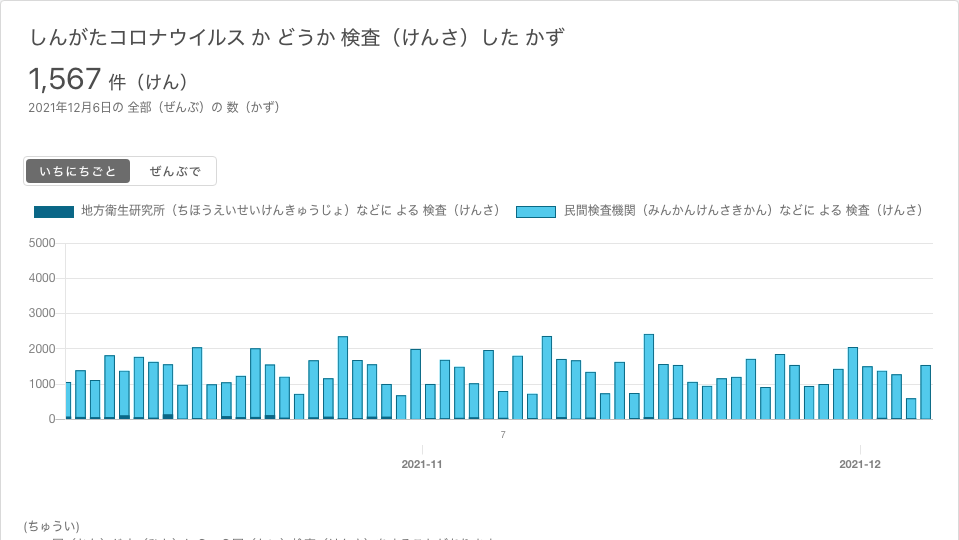 しんがたコロナウイルス か どうか 検査（けんさ）した かず
1,567 件（けん）
2021年12月6日の 全部（ぜんぶ）の 数（かず）
いちにちごと ぜんぶで
地方衛生研究所（ちほうえいせいけんきゅうじょ）などに よる 検査（けんさ） 民間検査機関（みんかんけんさきかん）などに よる 検査（けんさ）
5000
4000
3000
2000
1000
0
7
2021-11 2021-12
(ちゅうい)